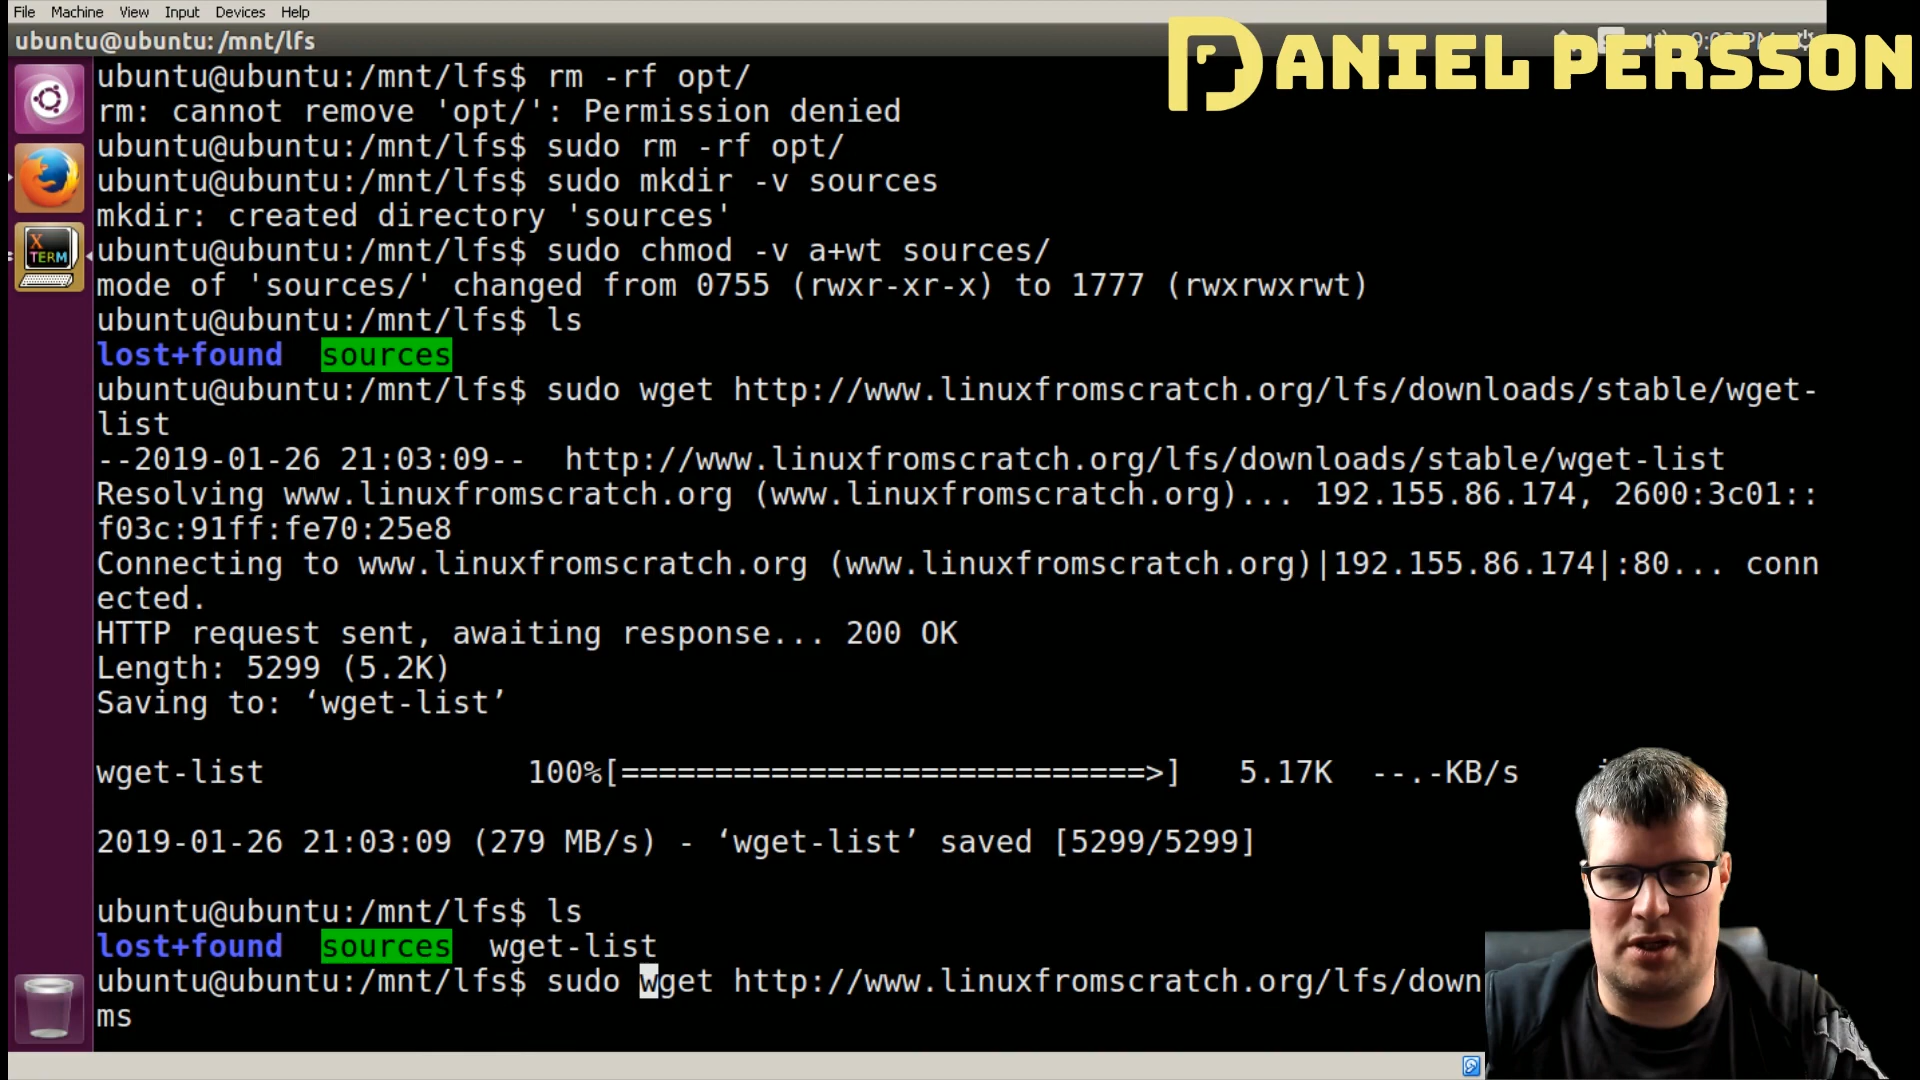 File Machine View Input Devices Help
ubuntu@ubuntu: /mnt/lfs
DANIEL PERSSON
ubuntu@ubuntu:/mnt/lfs$ rm -rf opt/
rm: cannot remove 'opt/': Permission denied
ubuntu@ubuntu:/mnt/lfs$ sudo rm -rf opt/
ubuntu@ubuntu:/mnt/lfs$ sudo mkdir -v sources
mkdir: created directory 'sources'
ubuntu@ubuntu:/mnt/lfs$ sudo chmod -v a+wt sources/
mode of 'sources/' changed from 0755 (rwxr-xr-x) to 1777 (rwxrwxrwt)
ubuntu@ubuntu:/mnt/lfs$ ls
lost+found sources
ubuntu@ubuntu:/mnt/lfs$ sudo wget http://www.linuxfromscratch.org/lfs/downloads/stable/wget-
list
--2019-01-26 21:03:09-- http://www.linuxfromscratch.org/lfs/downloads/stable/wget-list
Resolving www.linuxfromscratch.org (www.linuxfromscratch.org)... 192.155.86.174, 2600:3c01::
f03c:91ff:fe70:25e8
Connecting to www.linuxfromscratch.org (www.linuxfromscratch.org)|192.155.86.174|:80... conn
ected.
HTTP request sent, awaiting response... 200 OK
Length: 5299 (5.2K)
Saving to: ‘wget-list’
wget-list 100%[============================>] 5.17K --.-KB/s
2019-01-26 21:03:09 (279 MB/s) - ‘wget-list’ saved [5299/5299]
ubuntu@ubuntu:/mnt/lfs$ ls
lost+found sources wget-list
ubuntu@ubuntu:/mnt/lfs$ sudo wget http://www.linuxfromscratch.org/lfs/down
ms
X
TERM